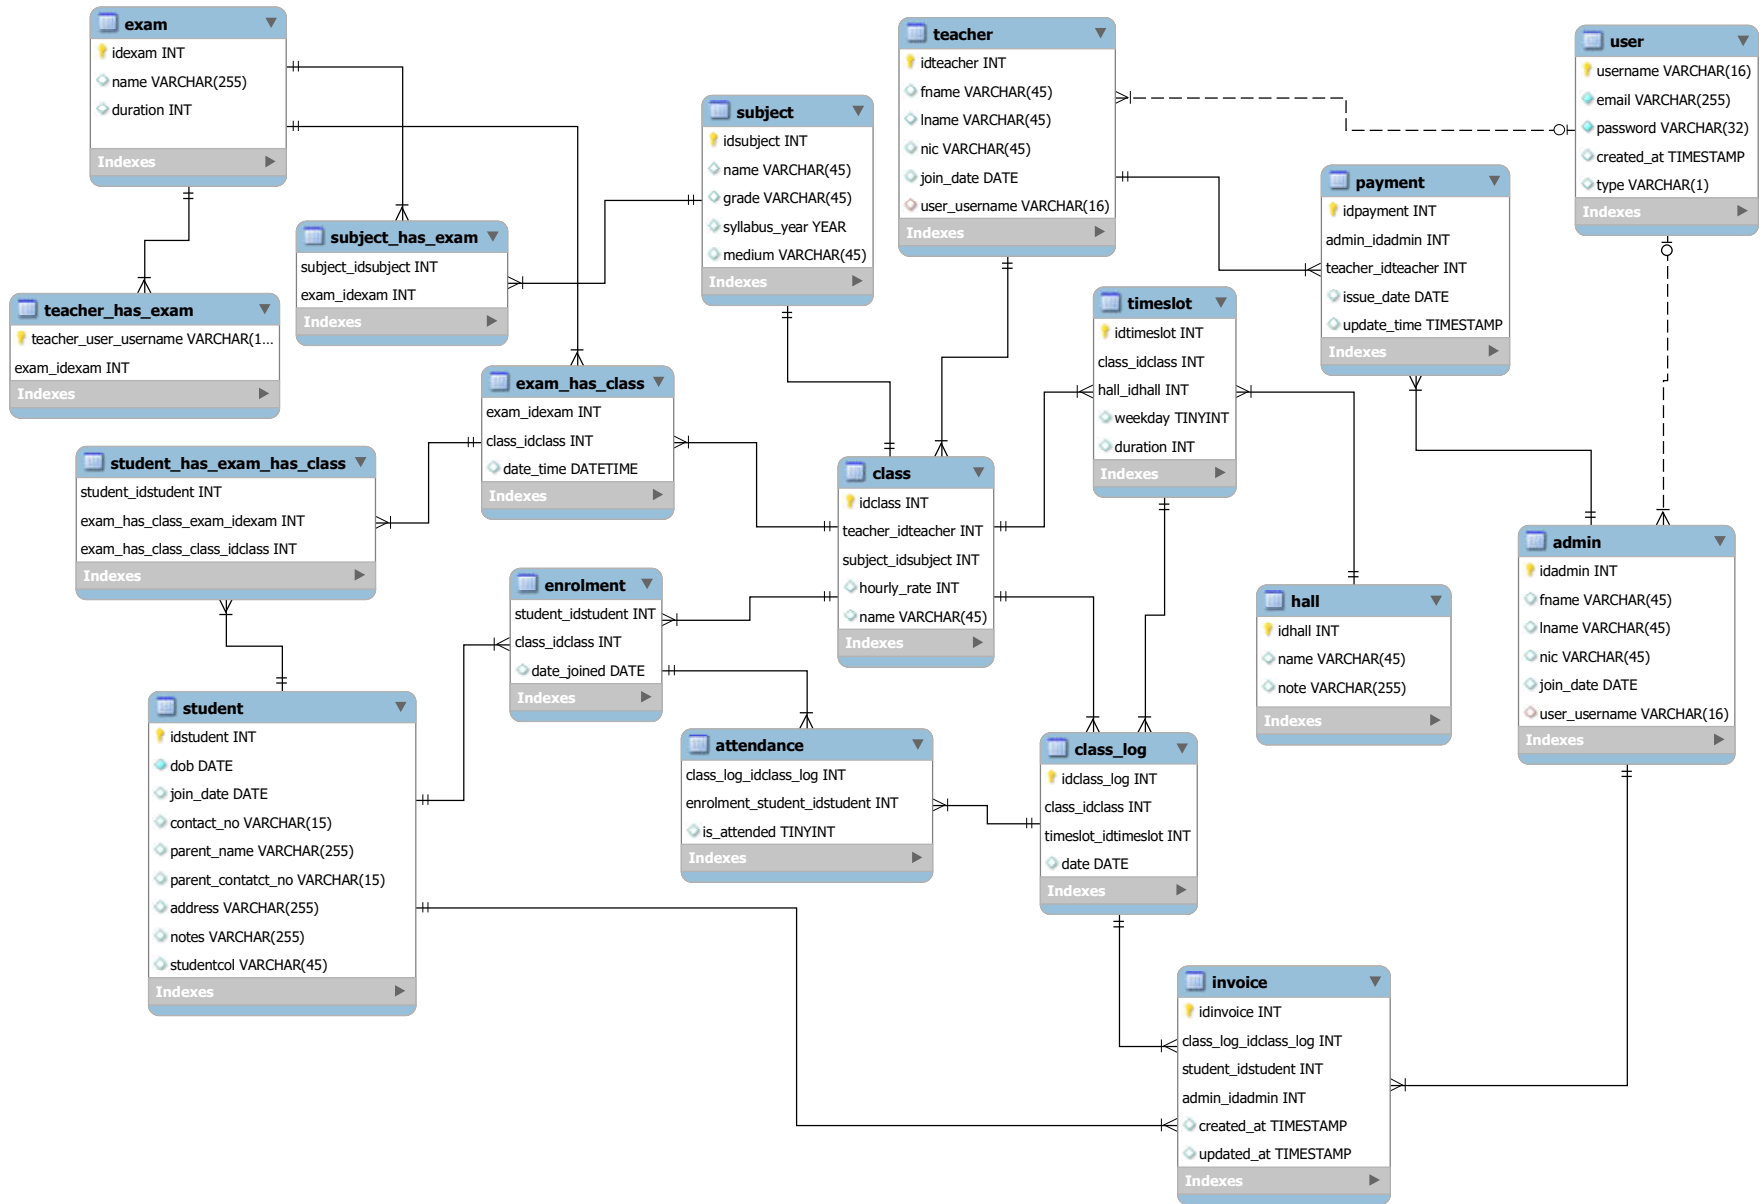 exam
idexam INT
name VARCHAR(255)
duration INT
Indexes
teacher
idteacher INT
fname VARCHAR(45)
lname VARCHAR(45)
nic VARCHAR(45)
join_date DATE
user_username VARCHAR(16)
Indexes
user
username VARCHAR(16)
email VARCHAR(255)
password VARCHAR(32)
created_at TIMESTAMP
type VARCHAR(1)
Indexes
subject
idsubject INT
name VARCHAR(45)
grade VARCHAR(45)
syllabus_year YEAR
medium VARCHAR(45)
Indexes
payment
idpayment INT
admin_idadmin INT
teacher_idteacher INT
issue_date DATE
update_time TIMESTAMP
Indexes
subject_has_exam
subject_idsubject INT
exam_idexam INT
Indexes
teacher_has_exam
teacher_user_username VARCHAR(1...
exam_idexam INT
Indexes
timeslot
idtimeslot INT
class_idclass INT
hall_idhall INT
weekday TINYINT
duration INT
Indexes
exam_has_class
exam_idexam INT
class_idclass INT
date_time DATETIME
Indexes
student_has_exam_has_class
student_idstudent INT
exam_has_class_exam_idexam INT
exam_has_class_class_idclass INT
Indexes
class
idclass INT
teacher_idteacher INT
subject_idsubject INT
hourly_rate INT
name VARCHAR(45)
Indexes
admin
idadmin INT
fname VARCHAR(45)
lname VARCHAR(45)
nic VARCHAR(45)
join_date DATE
user_username VARCHAR(16)
Indexes
enrolment
student_idstudent INT
class_idclass INT
date_joined DATE
Indexes
hall
idhall INT
name VARCHAR(45)
note VARCHAR(255)
Indexes
student
idstudent INT
dob DATE
join_date DATE
contact_no VARCHAR(15)
parent_name VARCHAR(255)
parent_contatct_no VARCHAR(15)
address VARCHAR(255)
notes VARCHAR(255)
studentcol VARCHAR(45)
Indexes
attendance
class_log_idclass_log INT
enrolment_student_idstudent INT
is_attended TINYINT
Indexes
class_log
idclass_log INT
class_idclass INT
timeslot_idtimeslot INT
date DATE
Indexes
invoice
idinvoice INT
class_log_idclass_log INT
student_idstudent INT
admin_idadmin INT
created_at TIMESTAMP
updated_at TIMESTAMP
Indexes